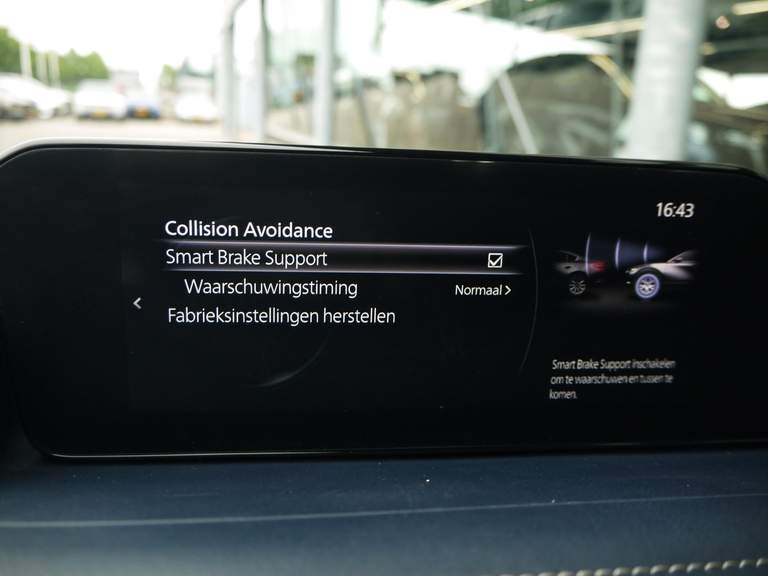 16:43
Collision Avoidance
Smart Brake Support
Waarschuwingstiming Normaal
Fabrieksinstellingen herstellen
Smart Brake Support inschakelen
om te waarschuwen en tussen te
komen.